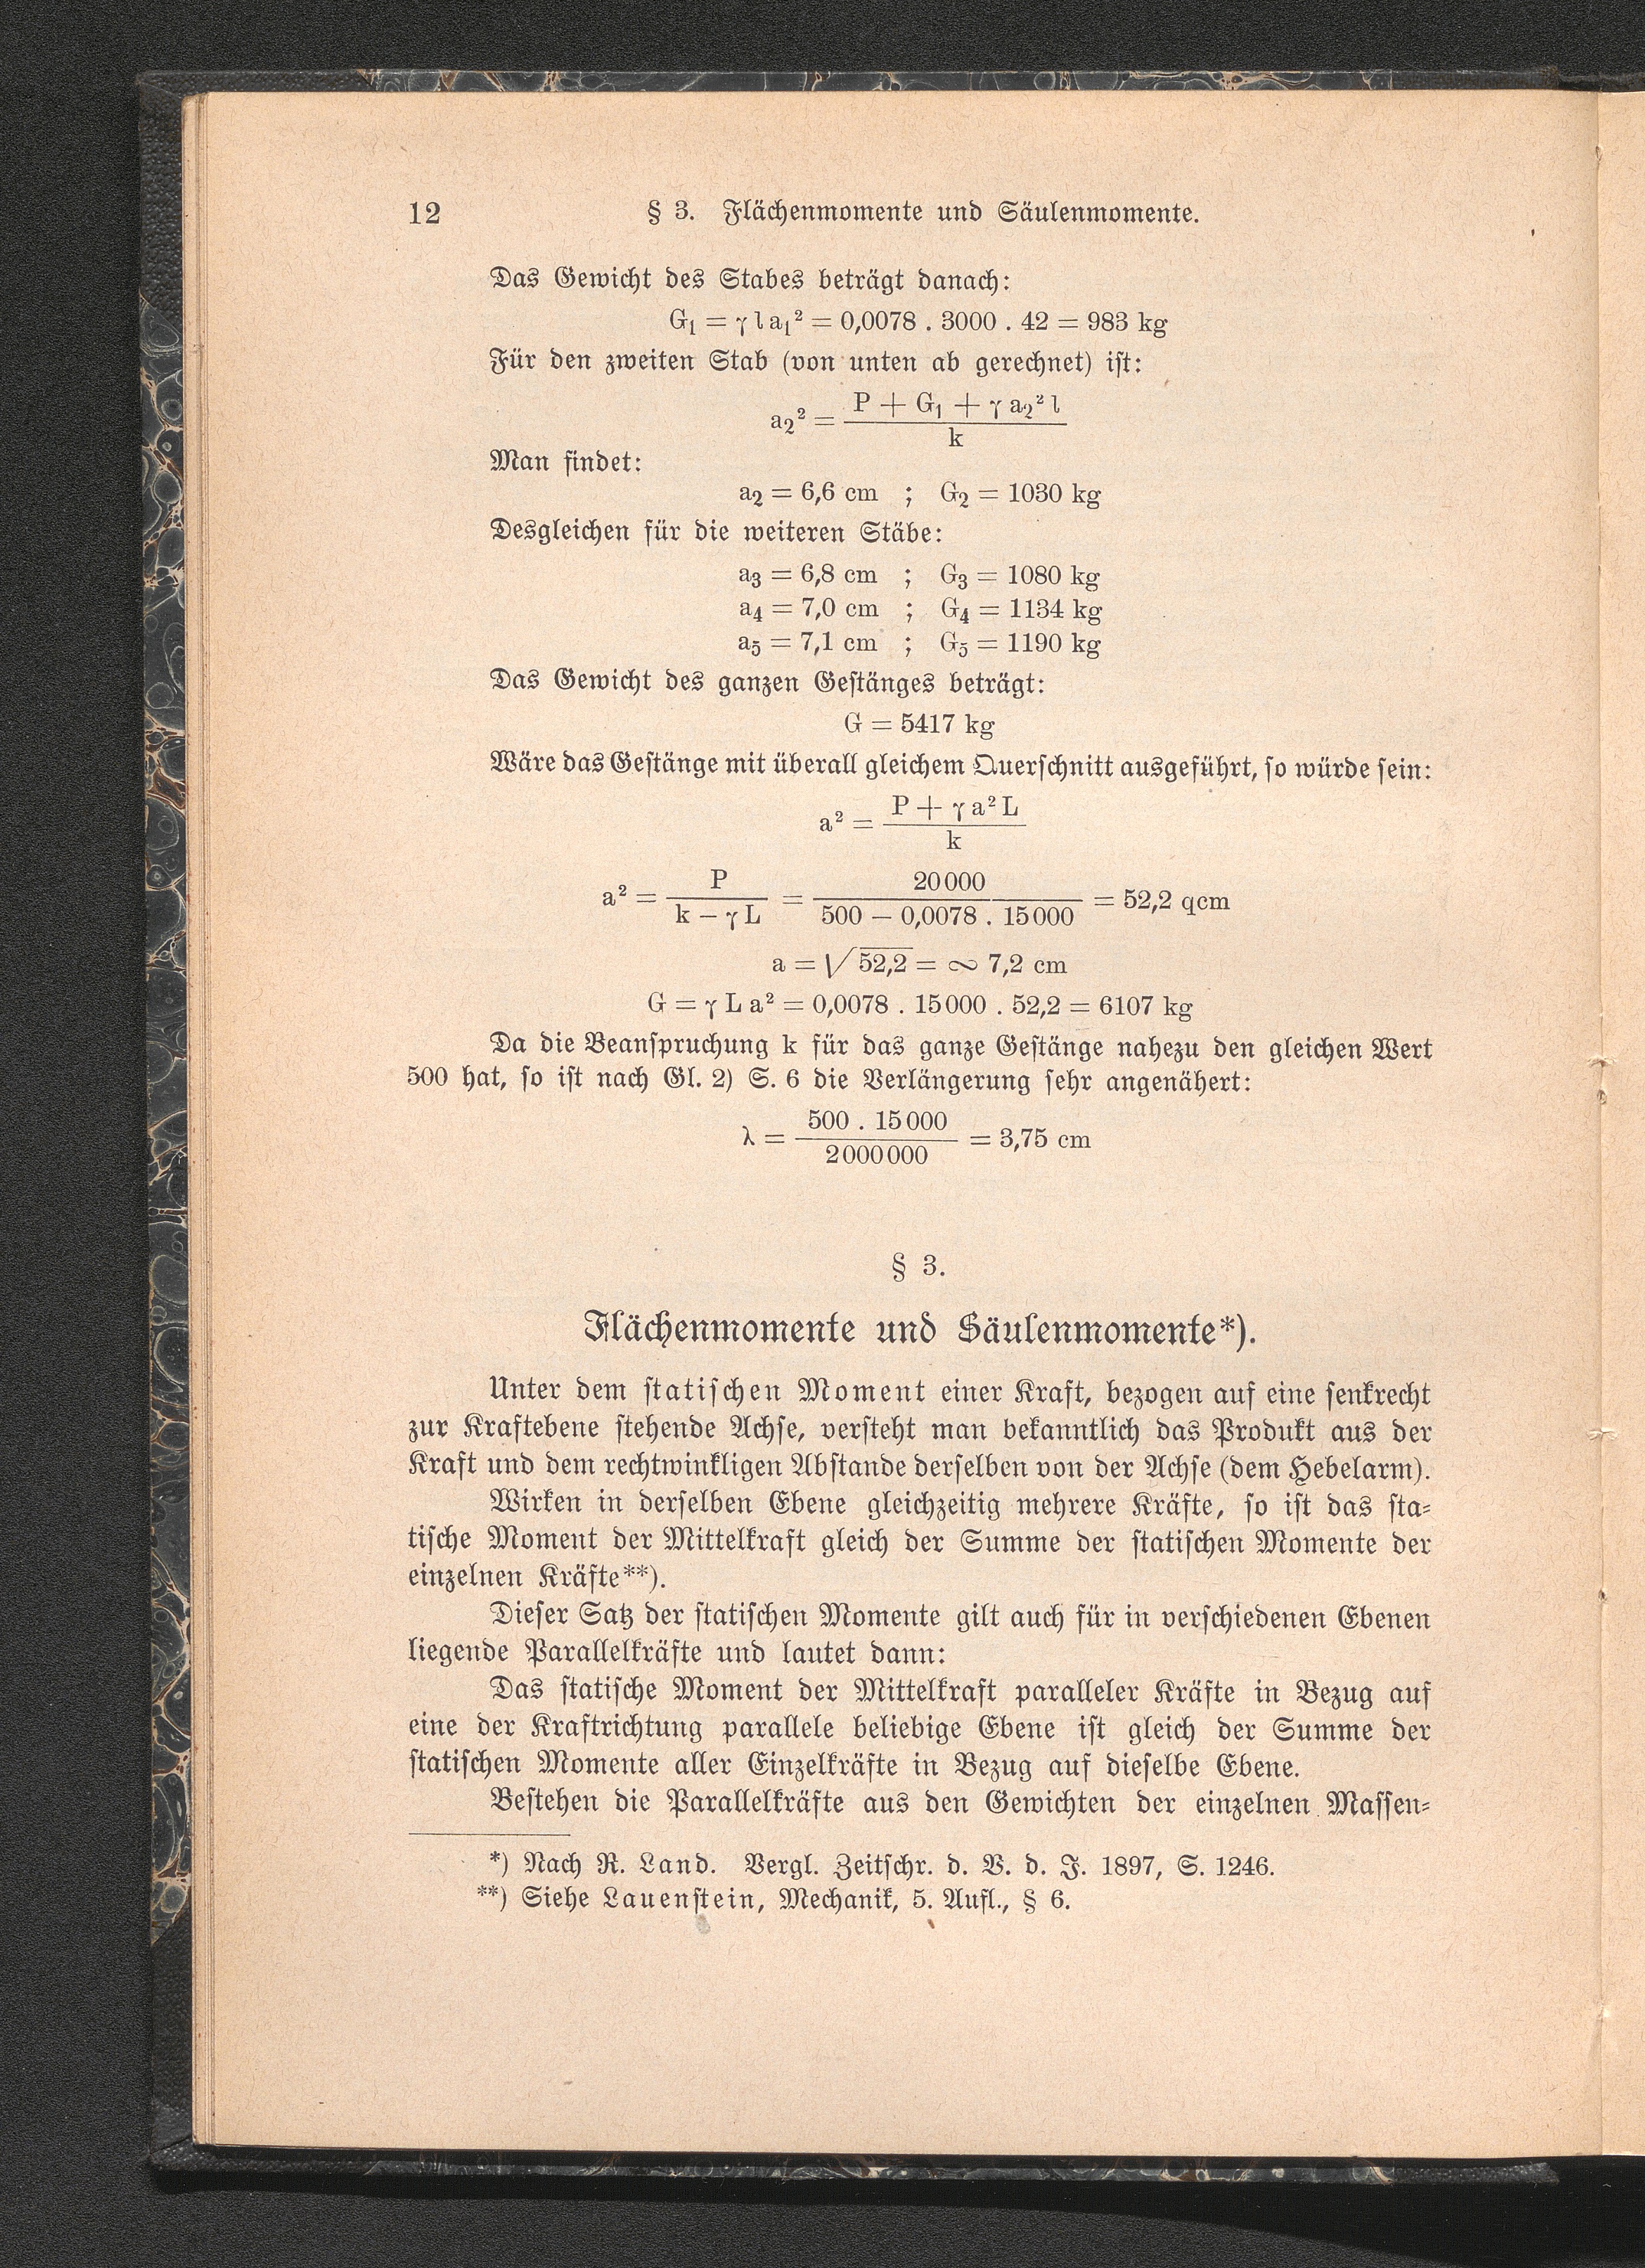 12 § 3. Flächenmomente und Säulenmomente.
Das Gewicht des Stabes beträgt danach:
G₁ = γ l a₁² = 0,0078 . 3000 . 42 = 983 kg
Für den zweiten Stab (von unten ab gerechnet) ist:
a₂² = (P + G₁ + γ a₂² l) / k
Man findet:
a₂ = 6,6 cm ; G₂ = 1030 kg
Desgleichen für die weiteren Stäbe:
a₃ = 6,8 cm ; G₃ = 1080 kg
a₄ = 7,0 cm ; G₄ = 1134 kg
a₅ = 7,1 cm ; G₅ = 1190 kg
Das Gewicht des ganzen Gestänges beträgt:
G = 5417 kg
Wäre das Gestänge mit überall gleichem Querschnitt ausgeführt, so würde sein:
a² = (P + γ a² L) / k
a² = P / (k – γ L) = 20000 / (500 – 0,0078 . 15000) = 52,2 qcm
a = √52,2 = ∾ 7,2 cm
G = γ L a² = 0,0078 . 15000 . 52,2 = 6107 kg
Da die Beanspruchung k für das ganze Gestänge nahezu den gleichen Wert
500 hat, so ist nach Gl. 2) S. 6 die Verlängerung sehr angenähert:
λ = (500 . 15000) / 2000000 = 3,75 cm
§ 3.
Flächenmomente und Säulenmomente*).
Unter dem statischen Moment einer Kraft, bezogen auf eine senkrecht
zur Kraftebene stehende Achse, versteht man bekanntlich das Produkt aus der
Kraft und dem rechtwinkligen Abstande derselben von der Achse (dem Hebelarm).
Wirken in derselben Ebene gleichzeitig mehrere Kräfte, so ist das sta-
tische Moment der Mittelkraft gleich der Summe der statischen Momente der
einzelnen Kräfte**).
Dieser Satz der statischen Momente gilt auch für in verschiedenen Ebenen
liegende Parallelkräfte und lautet dann:
Das statische Moment der Mittelkraft paralleler Kräfte in Bezug auf
eine der Kraftrichtung parallele beliebige Ebene ist gleich der Summe der
statischen Momente aller Einzelkräfte in Bezug auf dieselbe Ebene.
Bestehen die Parallelkräfte aus den Gewichten der einzelnen Massen-
*) Nach R. Land. Vergl. Zeitschr. d. V. d. J. 1897, S. 1246.
**) Siehe Lauenstein, Mechanik, 5. Aufl., § 6.